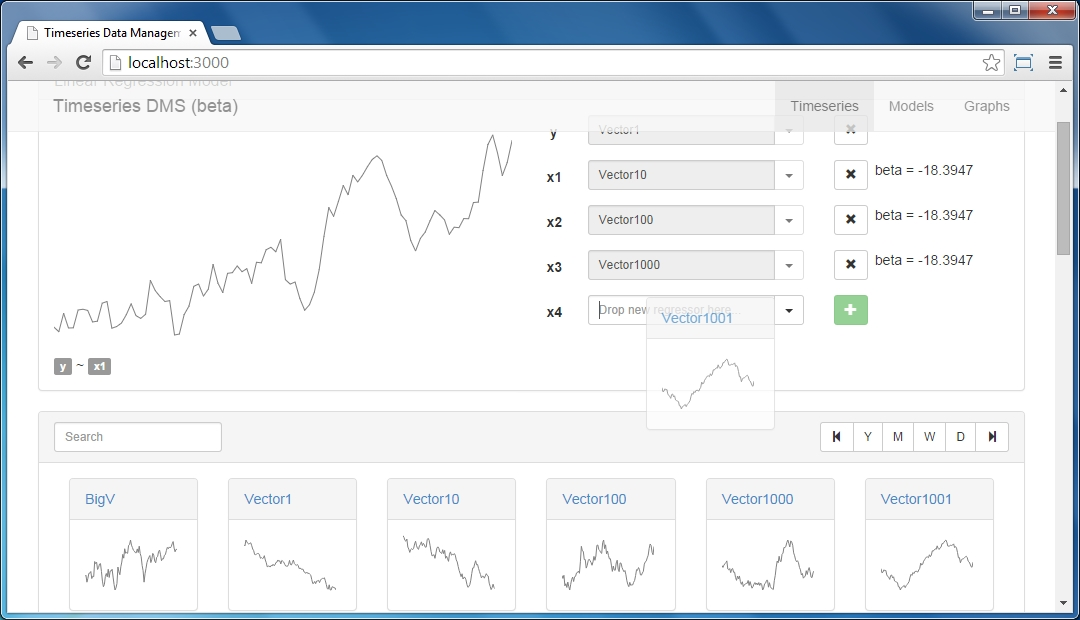 Timeseries Data Managem
localhost:3000
Linear Regression Model
Timeseries DMS (beta)
Timeseries Models Graphs
y Vector1
x1 Vector10 beta = -18.3947
x2 Vector100 beta = -18.3947
x3 Vector1000 beta = -18.3947
x4 Drop new regressor here
Vector1001
y ~ x1
Search Y M W D
BigV Vector1 Vector10 Vector100 Vector1000 Vector1001